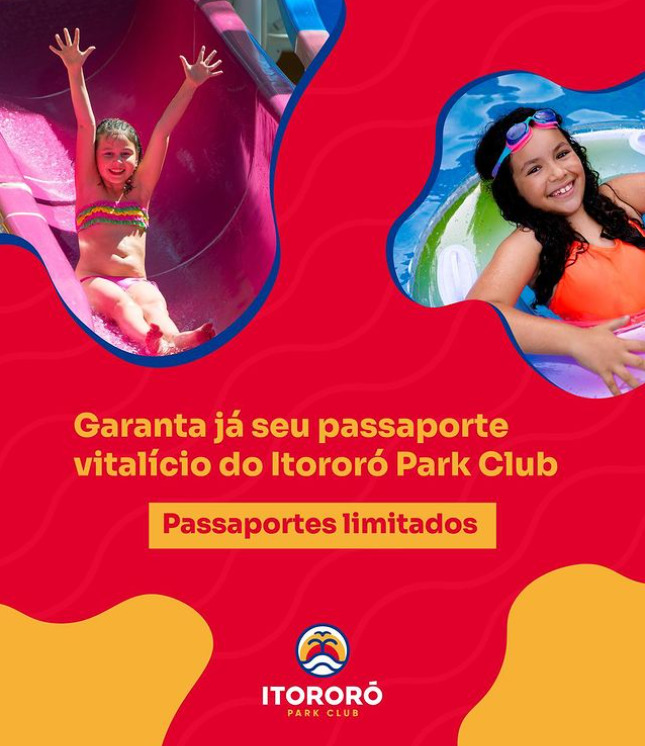 Garanta já seu passaporte
vitalício do Itororó Park Club
Passaportes limitados
ITORORÓ
PARK CLUB